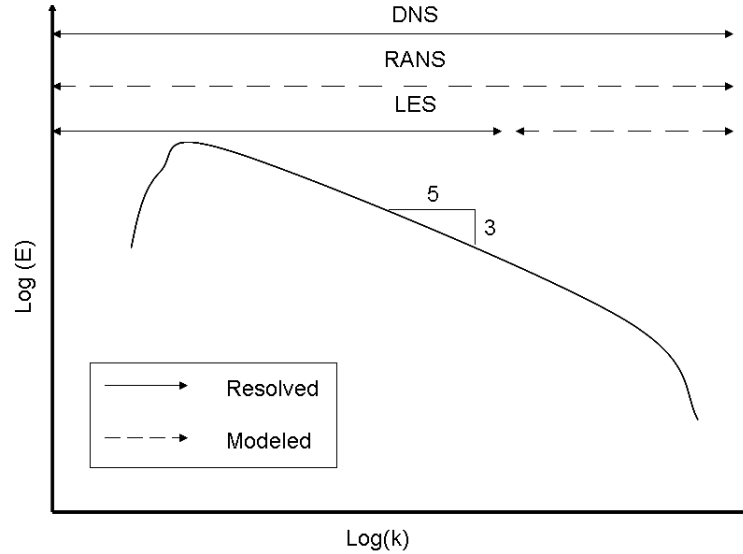 DNS
RANS
LES
5
3
Log (E)
Resolved
Modeled
Log(k)